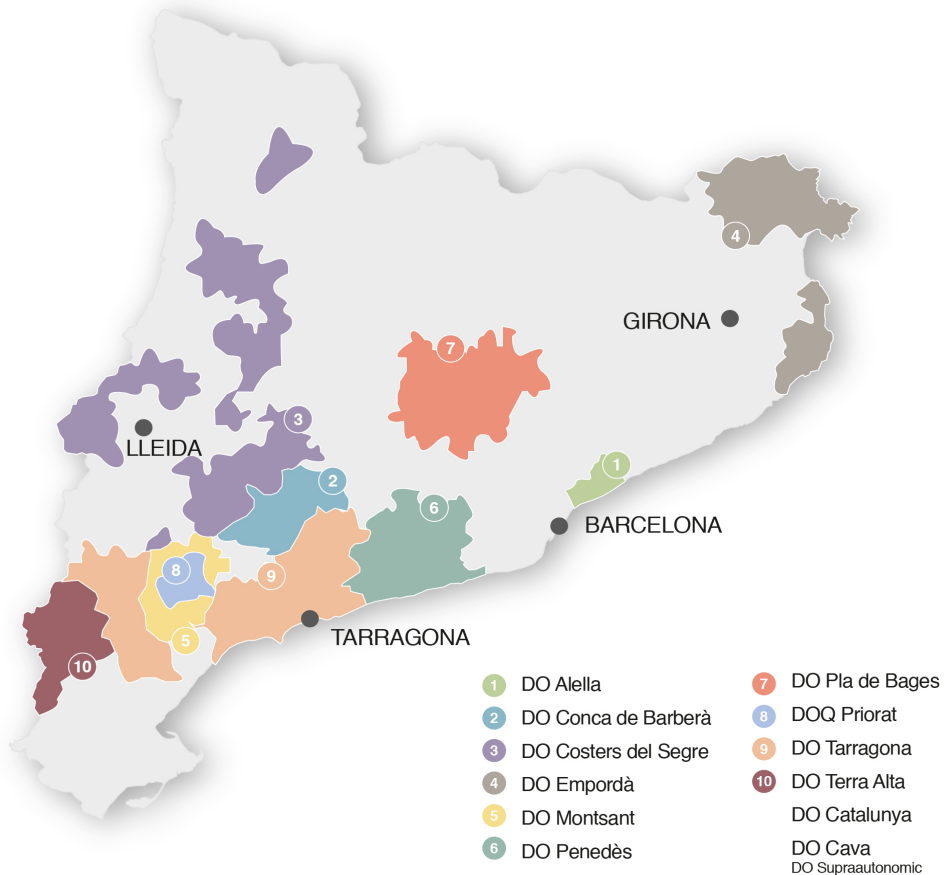 4
GIRONA
7
3
LLEIDA
1
2
6
BARCELONA
8
9
TARRAGONA
5
10
1 DO Alella
2 DO Conca de Barberà
3 DO Costers del Segre
4 DO Empordà
5 DO Montsant
6 DO Penedès
7 DO Pla de Bages
8 DOQ Priorat
9 DO Tarragona
10 DO Terra Alta
DO Catalunya
DO Cava
DO Supraautonomic